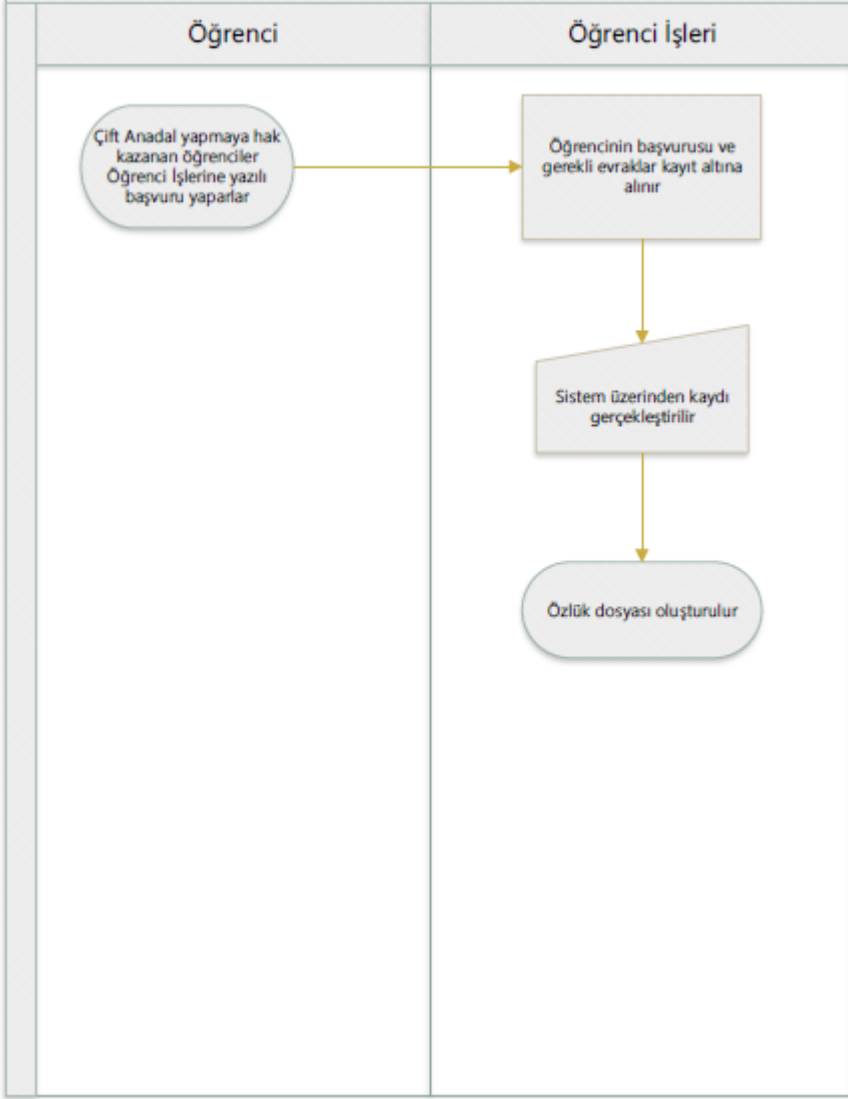 Öğrenci
Öğrenci İşleri
Çift Anadal yapmaya hak
kazanan öğrenciler
Öğrenci İşlerine yazılı
başvuru yaparlar
Öğrencinin başvurusu ve
gerekli evraklar kayıt altına
alınır
Sistem üzerinden kaydı
gerçekleştirilir
Özlük dosyası oluşturulur